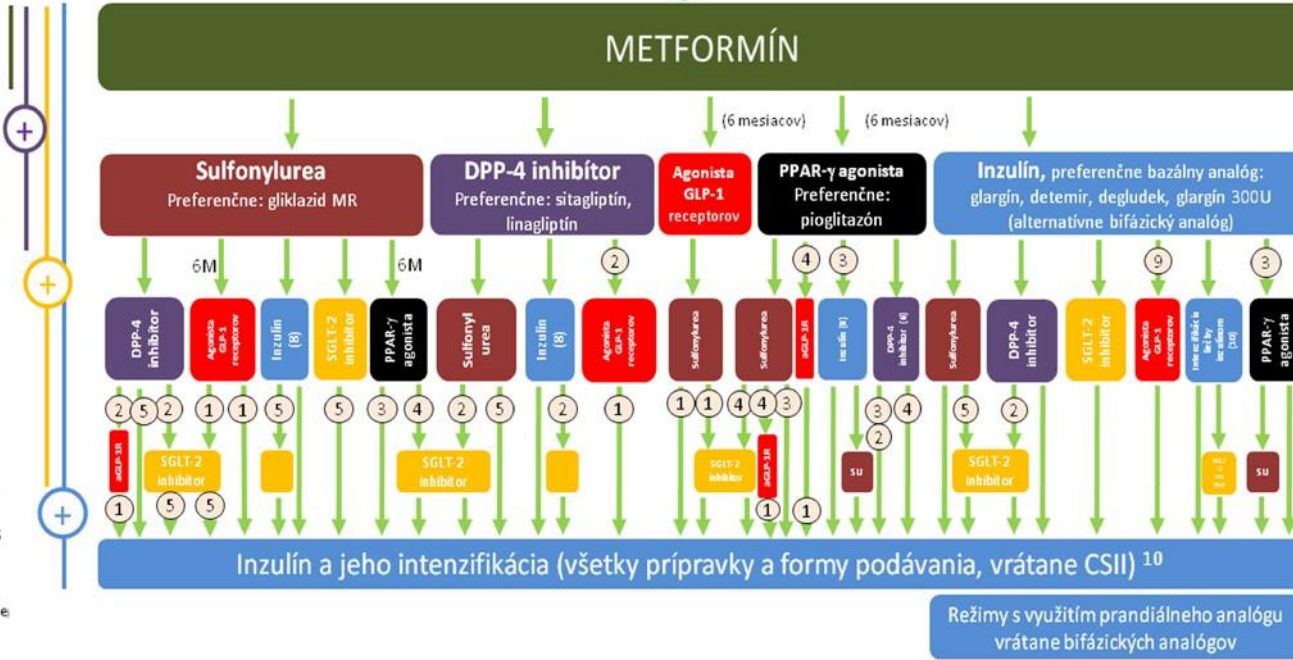 METFORMÍN
(6 mesiacov)
(6 mesiacov)
Sulfonylurea
Preferenčne: gliklazid MR
DPP-4 inhibítor
Preferenčne: sitagliptín,
linagliptín
Agonista
GLP-1
receptorov
PPAR-γ agonista
Preferenčne:
pioglitazón
Inzulín, preferenčne bazálny analóg:
glargín, detemir, degludek, glargín 300U
(alternatívne bifázický analóg)
6M
6M
2
4
3
9
3
DPP-4
inhibítor
Agonista
GLP-1
receptorov
Inzulín
(8)
SGLT-2
inhibítor
PPAR-γ
agonista
Sulfonyl
urea
Inzulín
(8)
Agonista
GLP-1
receptorov
Sulfonylurea
Sulfonylurea
aGLP-1R
Inzulín [8]
DPP-4
inhibítor [6]
Sulfonylurea
DPP-4
inhibítor
SGLT-2
inhibítor
Agonista
GLP-1
receptorov
Intenzifikácia
liečby
inzulínom
(10)
PPAR-γ
agonista
2 5 2 1 1 5 5 3 4 2 5 2 1 1 1 4 4 3 3 4 5 2
2
aGLP-1R
SGLT-2
inhibítor
SGLT-2
inhibítor
SGLT-2
inhibítor
aGLP-1R
su
SGLT-2
inhibítor
su
1 5 5 1 1
Inzulín a jeho intenzifikácia (všetky prípravky a formy podávania, vrátane CSII) 10
Režimy s využitím prandiálneho analógu
vrátane bifázických analógov